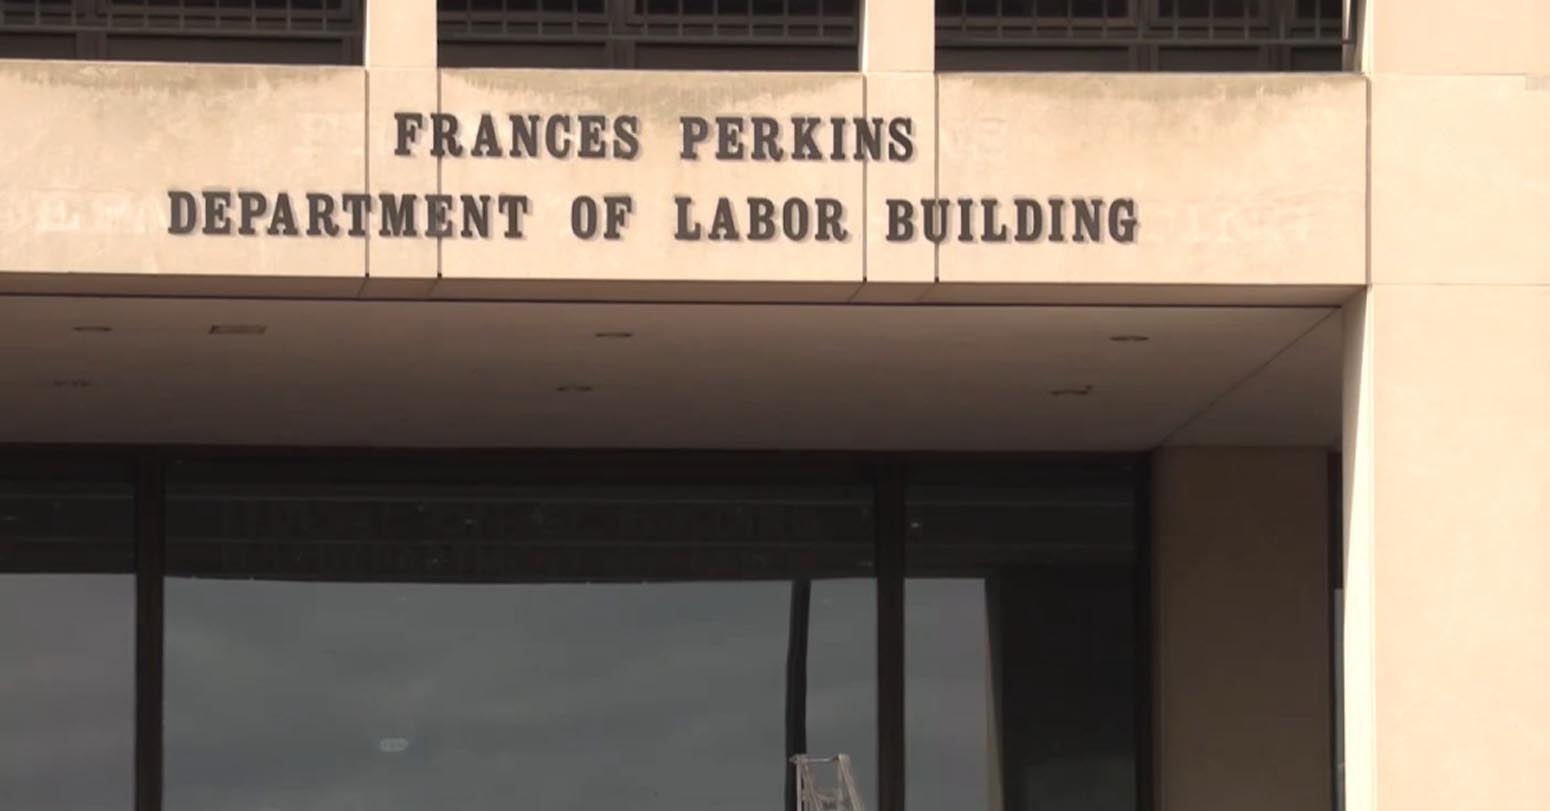 FRANCES PERKINS
DEPARTMENT OF LABOR BUILDING